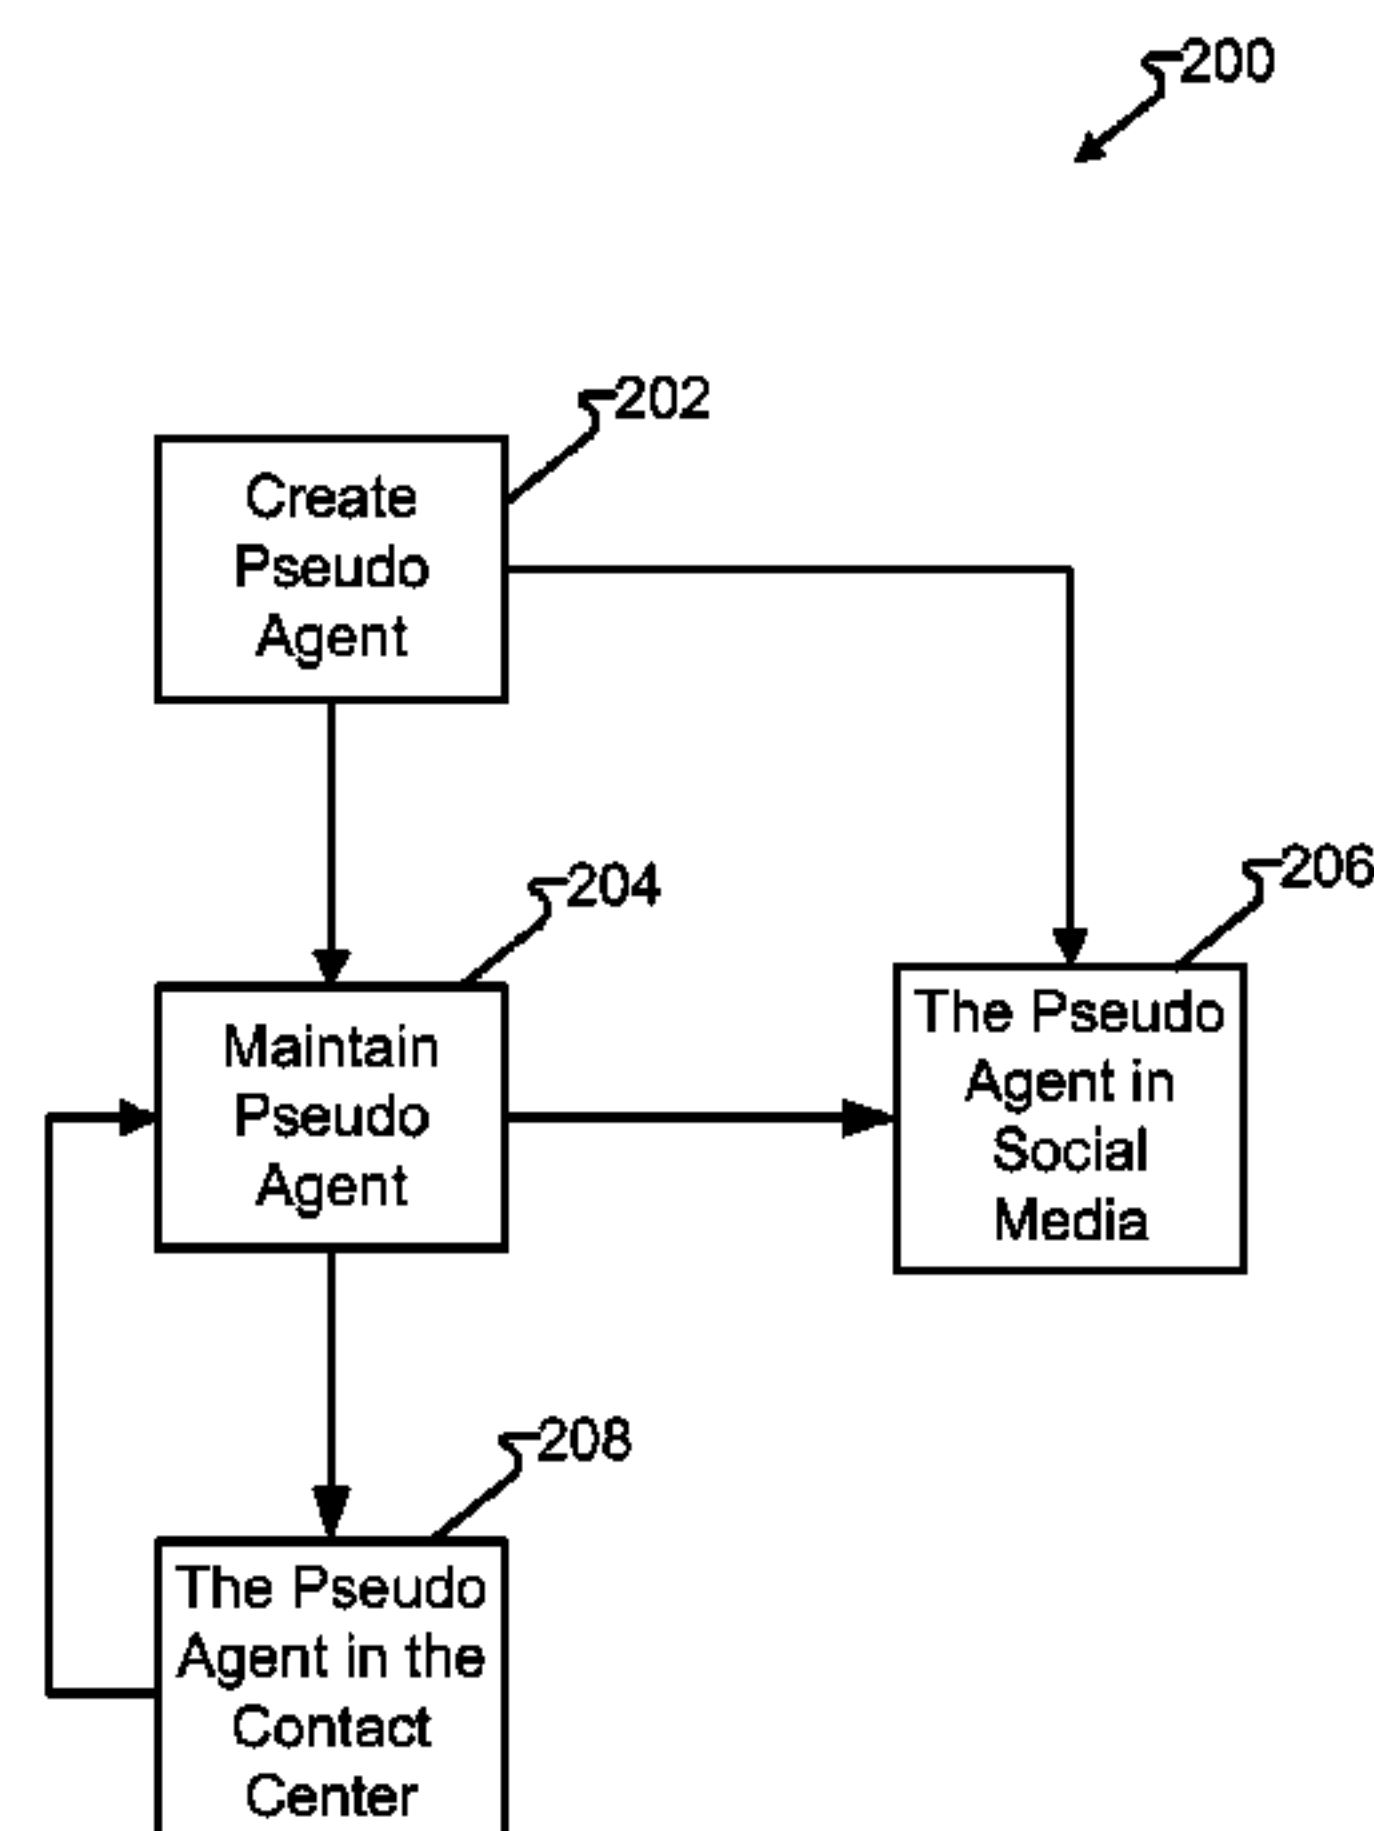 200
202
Create
Pseudo
Agent
204
206
Maintain
Pseudo
Agent
The Pseudo
Agent in
Social
Media
208
The Pseudo
Agent in the
Contact
Center